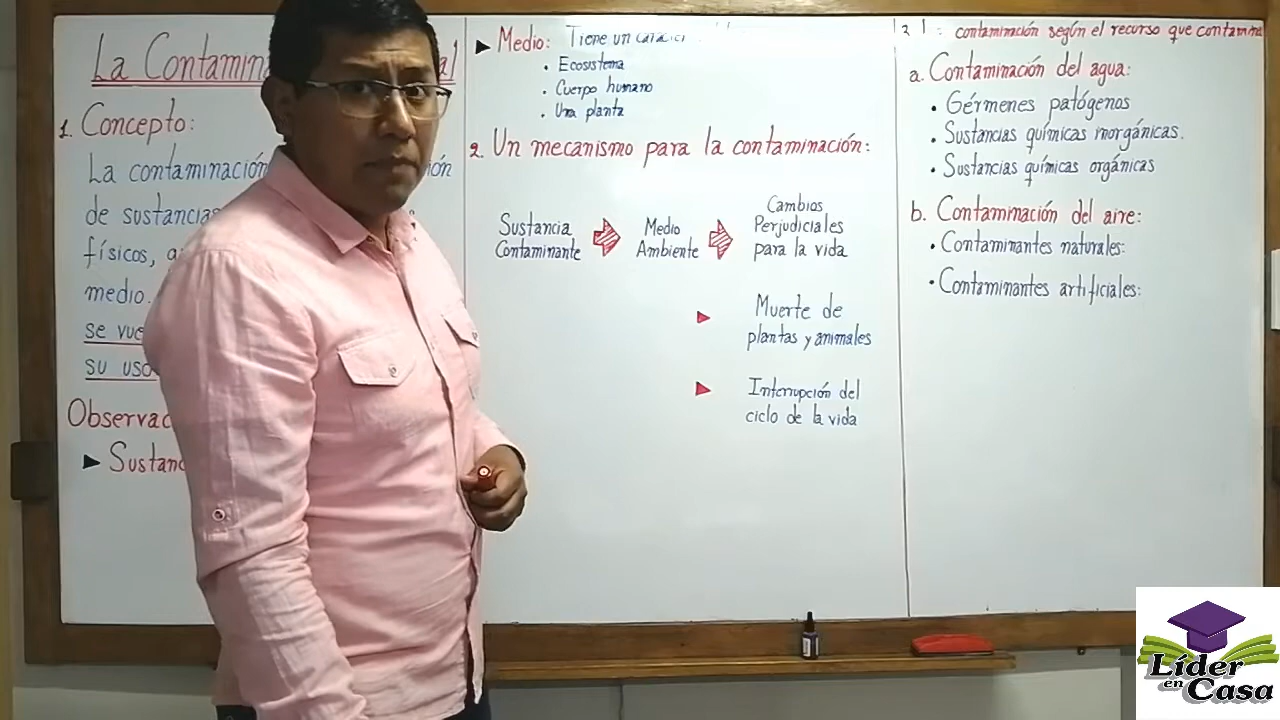 La Contamin al
1. Concepto:
La contaminación ión
de sustancias
físicos, q
medio.
se vue
su uso
Observac
Sustanc
Medio: Tiene un
• Ecosistema
• Cuerpo humano
• Una planta
2. Un mecanismo para la contaminación:
Sustancia Contaminante
Medio Ambiente
Cambios Perjudiciales para la vida
Muerte de
plantas y animales
Interrupción del
ciclo de la vida
contaminación según el recurso que contamina
a. Contaminación del agua:
• Gérmenes patógenos
• Sustancias químicas inorgánicas.
• Sustancias químicas orgánicas
b. Contaminación del aire:
• Contaminantes naturales:
• Contaminantes artificiales:
Líder
en
Casa